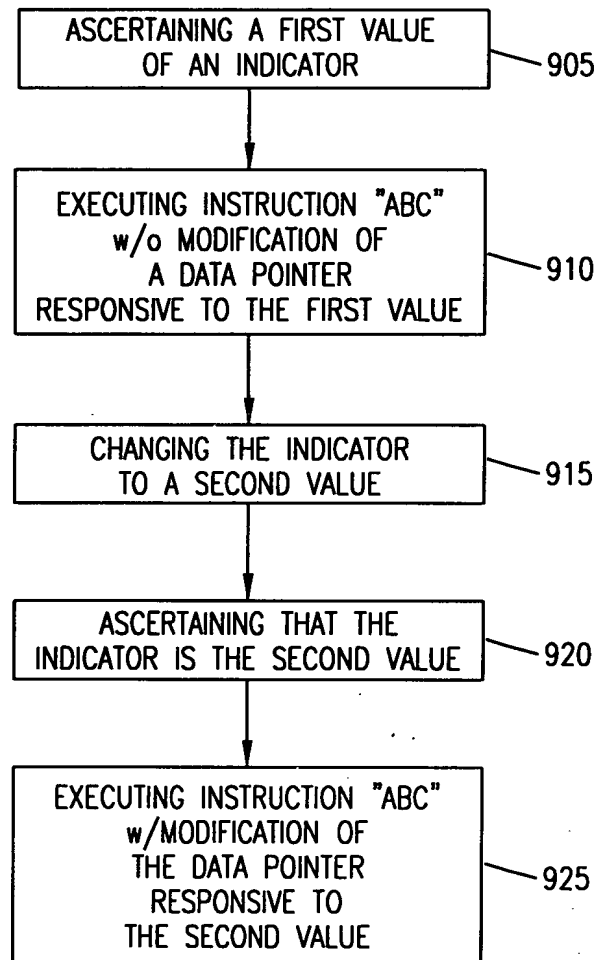 ASCERTAINING A FIRST VALUE
OF AN INDICATOR
905
EXECUTING INSTRUCTION "ABC"
w/o MODIFICATION OF
A DATA POINTER
RESPONSIVE TO THE FIRST VALUE
910
CHANGING THE INDICATOR
TO A SECOND VALUE
915
ASCERTAINING THAT THE
INDICATOR IS THE SECOND VALUE
920
EXECUTING INSTRUCTION "ABC"
w/MODIFICATION OF
THE DATA POINTER
RESPONSIVE TO
THE SECOND VALUE
925